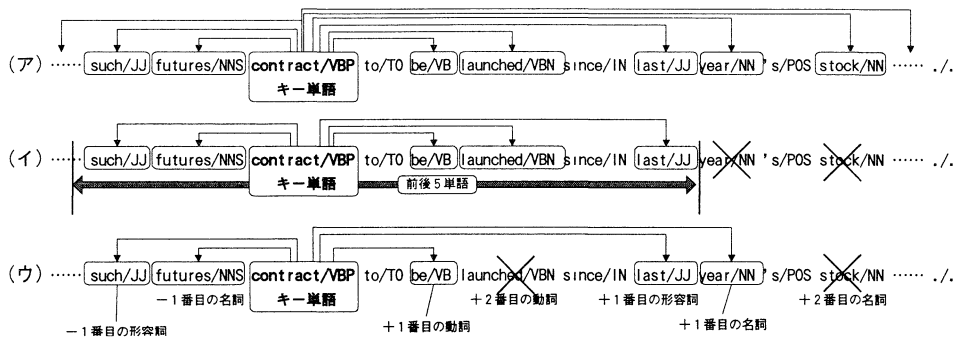 (ア) …… such/JJ futures/NNS contract/VBP to/TO be/VB launched/VBN since/IN last/JJ year/NN 's/POS stock/NN …… ./.
キー単語
(イ) …… such/JJ futures/NNS contract/VBP to/TO be/VB launched/VBN since/IN last/JJ year/NN 's/POS stock/NN …… ./.
キー単語
前後5単語
(ウ) …… such/JJ futures/NNS contract/VBP to/TO be/VB launched/VBN since/IN last/JJ year/NN 's/POS stock/NN …… ./.
キー単語
−1番目の名詞
+2番目の動詞
+1番目の形容詞
+2番目の名詞
−1番目の形容詞
+1番目の動詞
+1番目の名詞